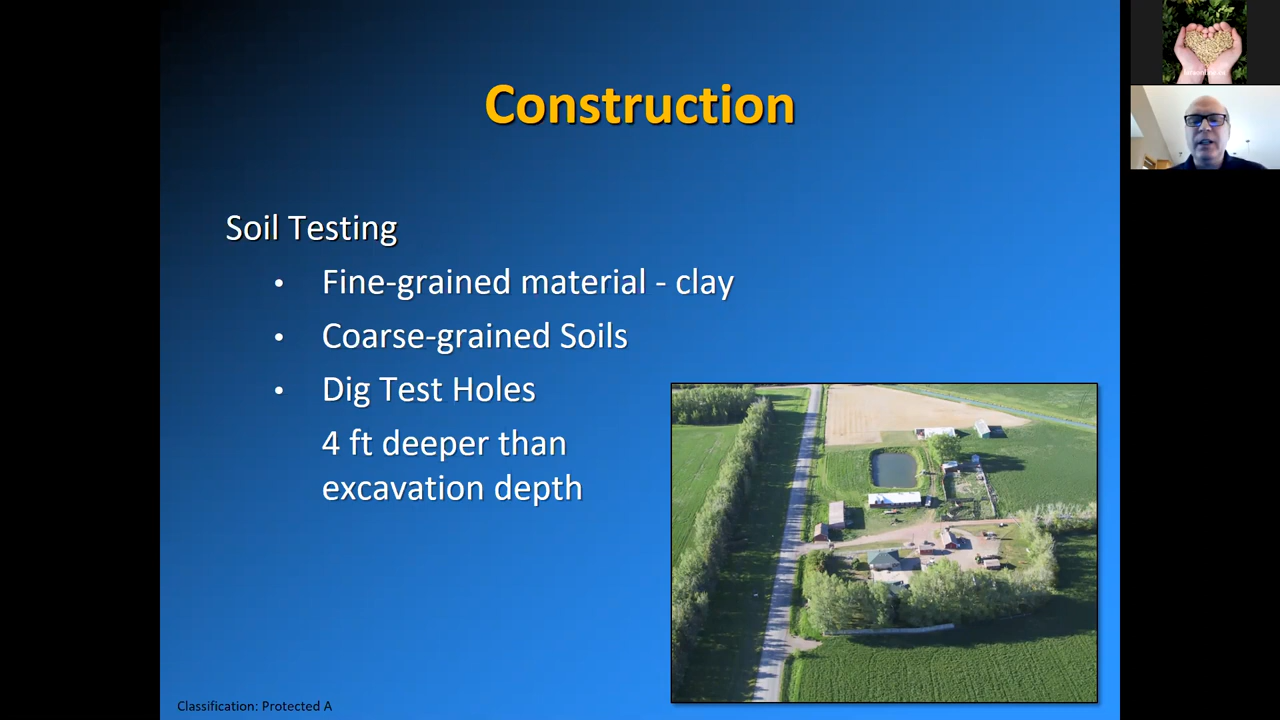 Construction
Soil Testing
• Fine-grained material - clay
• Coarse-grained Soils
• Dig Test Holes
4 ft deeper than
excavation depth
Classification: Protected A